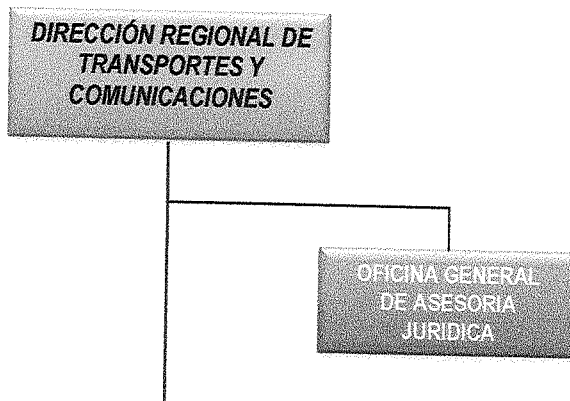 DIRECCIÓN REGIONAL DE
TRANSPORTES Y
COMUNICACIONES
OFICINA GENERAL
DE ASESORIA
JURIDICA